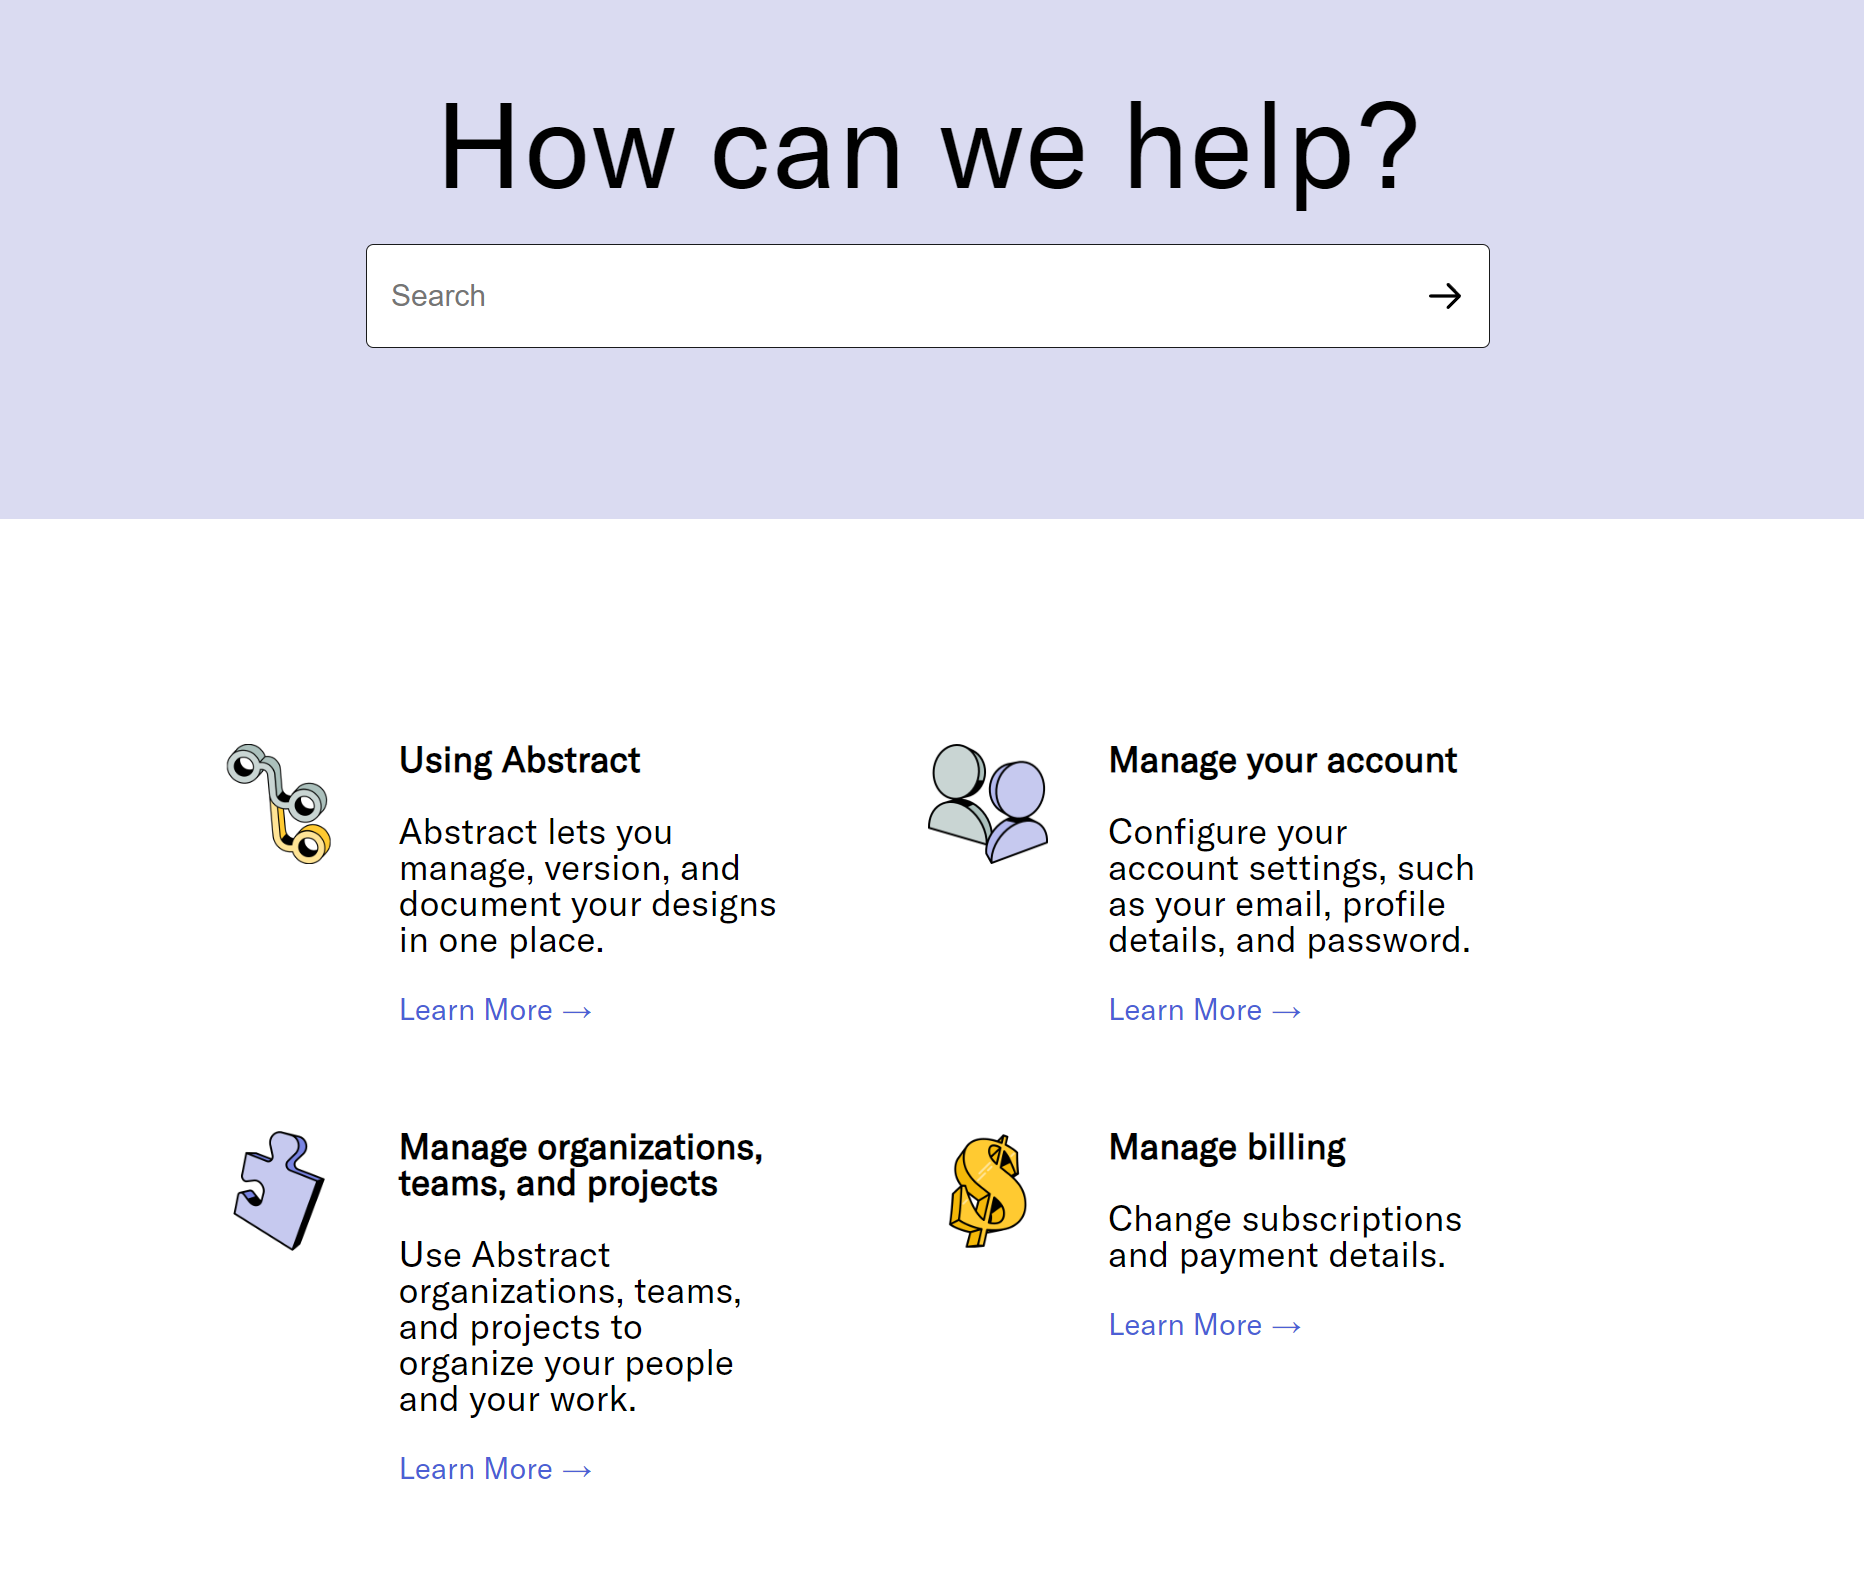 How can we help?
Search
Using Abstract
Abstract lets you
manage, version, and
document your designs
in one place.
Learn More →
Manage your account
Configure your
account settings, such
as your email, profile
details, and password.
Learn More →
Manage organizations,
teams, and projects
Use Abstract
organizations, teams,
and projects to
organize your people
and your work.
Learn More →
Manage billing
Change subscriptions
and payment details.
Learn More →